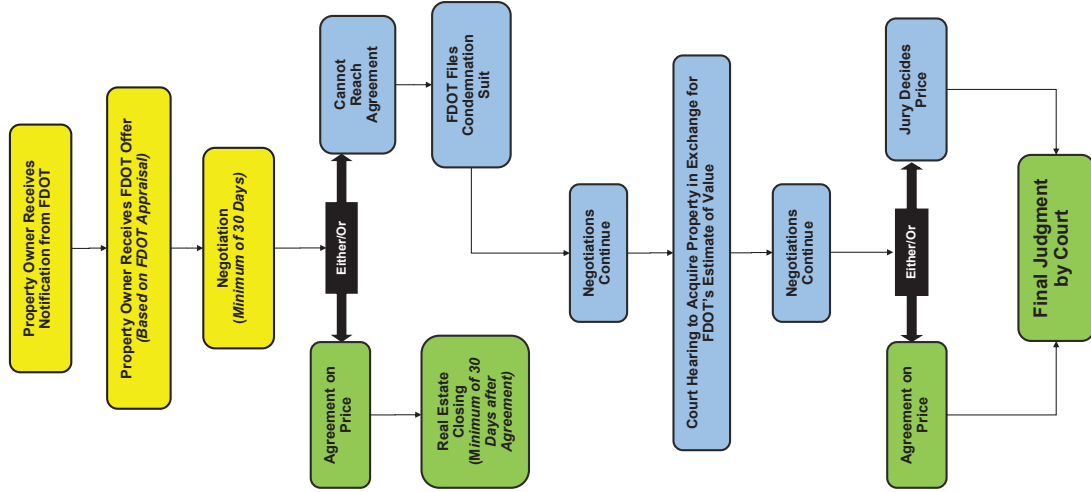 Property Owner Receives
Notification from FDOT
Property Owner Receives FDOT Offer
(Based on FDOT Appraisal)
Negotiation
(Minimum of 30 Days)
Either/Or
Agreement on
Price
Real Estate
Closing
(Minimum of 30
Days after
Agreement)
Cannot
Reach
Agreement
FDOT Files
Condemnation
Suit
Negotiations
Continue
Court Hearing to Acquire Property in Exchange for
FDOT's Estimate of Value
Negotiations
Continue
Either/Or
Agreement on
Price
Jury Decides
Price
Final Judgment
by Court